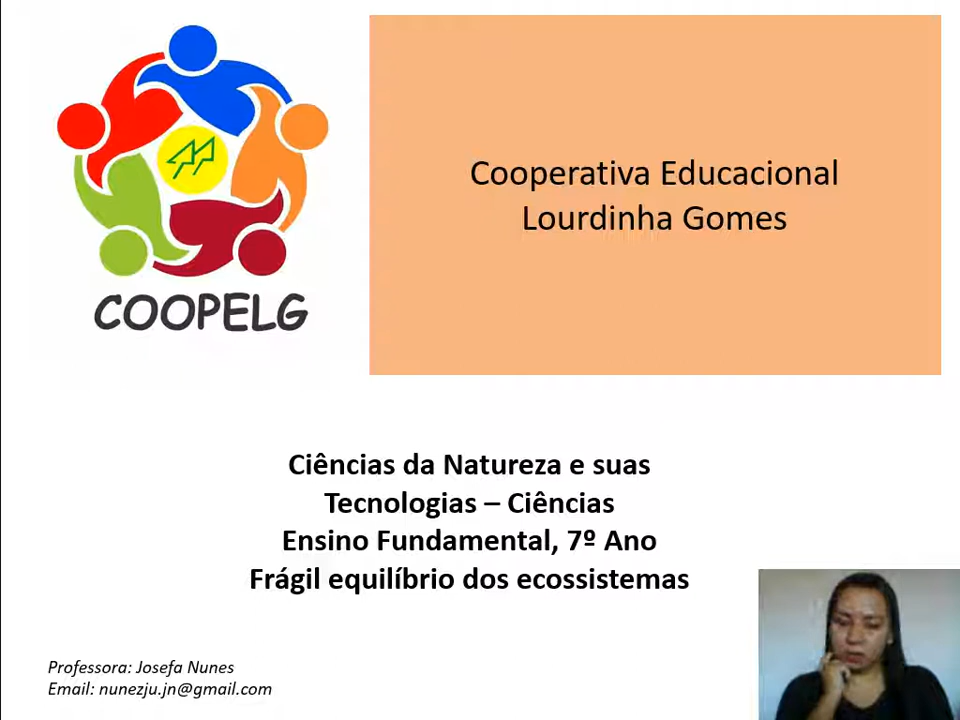 COOPELG
Cooperativa Educacional
Lourdinha Gomes
Ciências da Natureza e suas
Tecnologias – Ciências
Ensino Fundamental, 7º Ano
Frágil equilíbrio dos ecossistemas
Professora: Josefa Nunes
Email: nunezju.jn@gmail.com